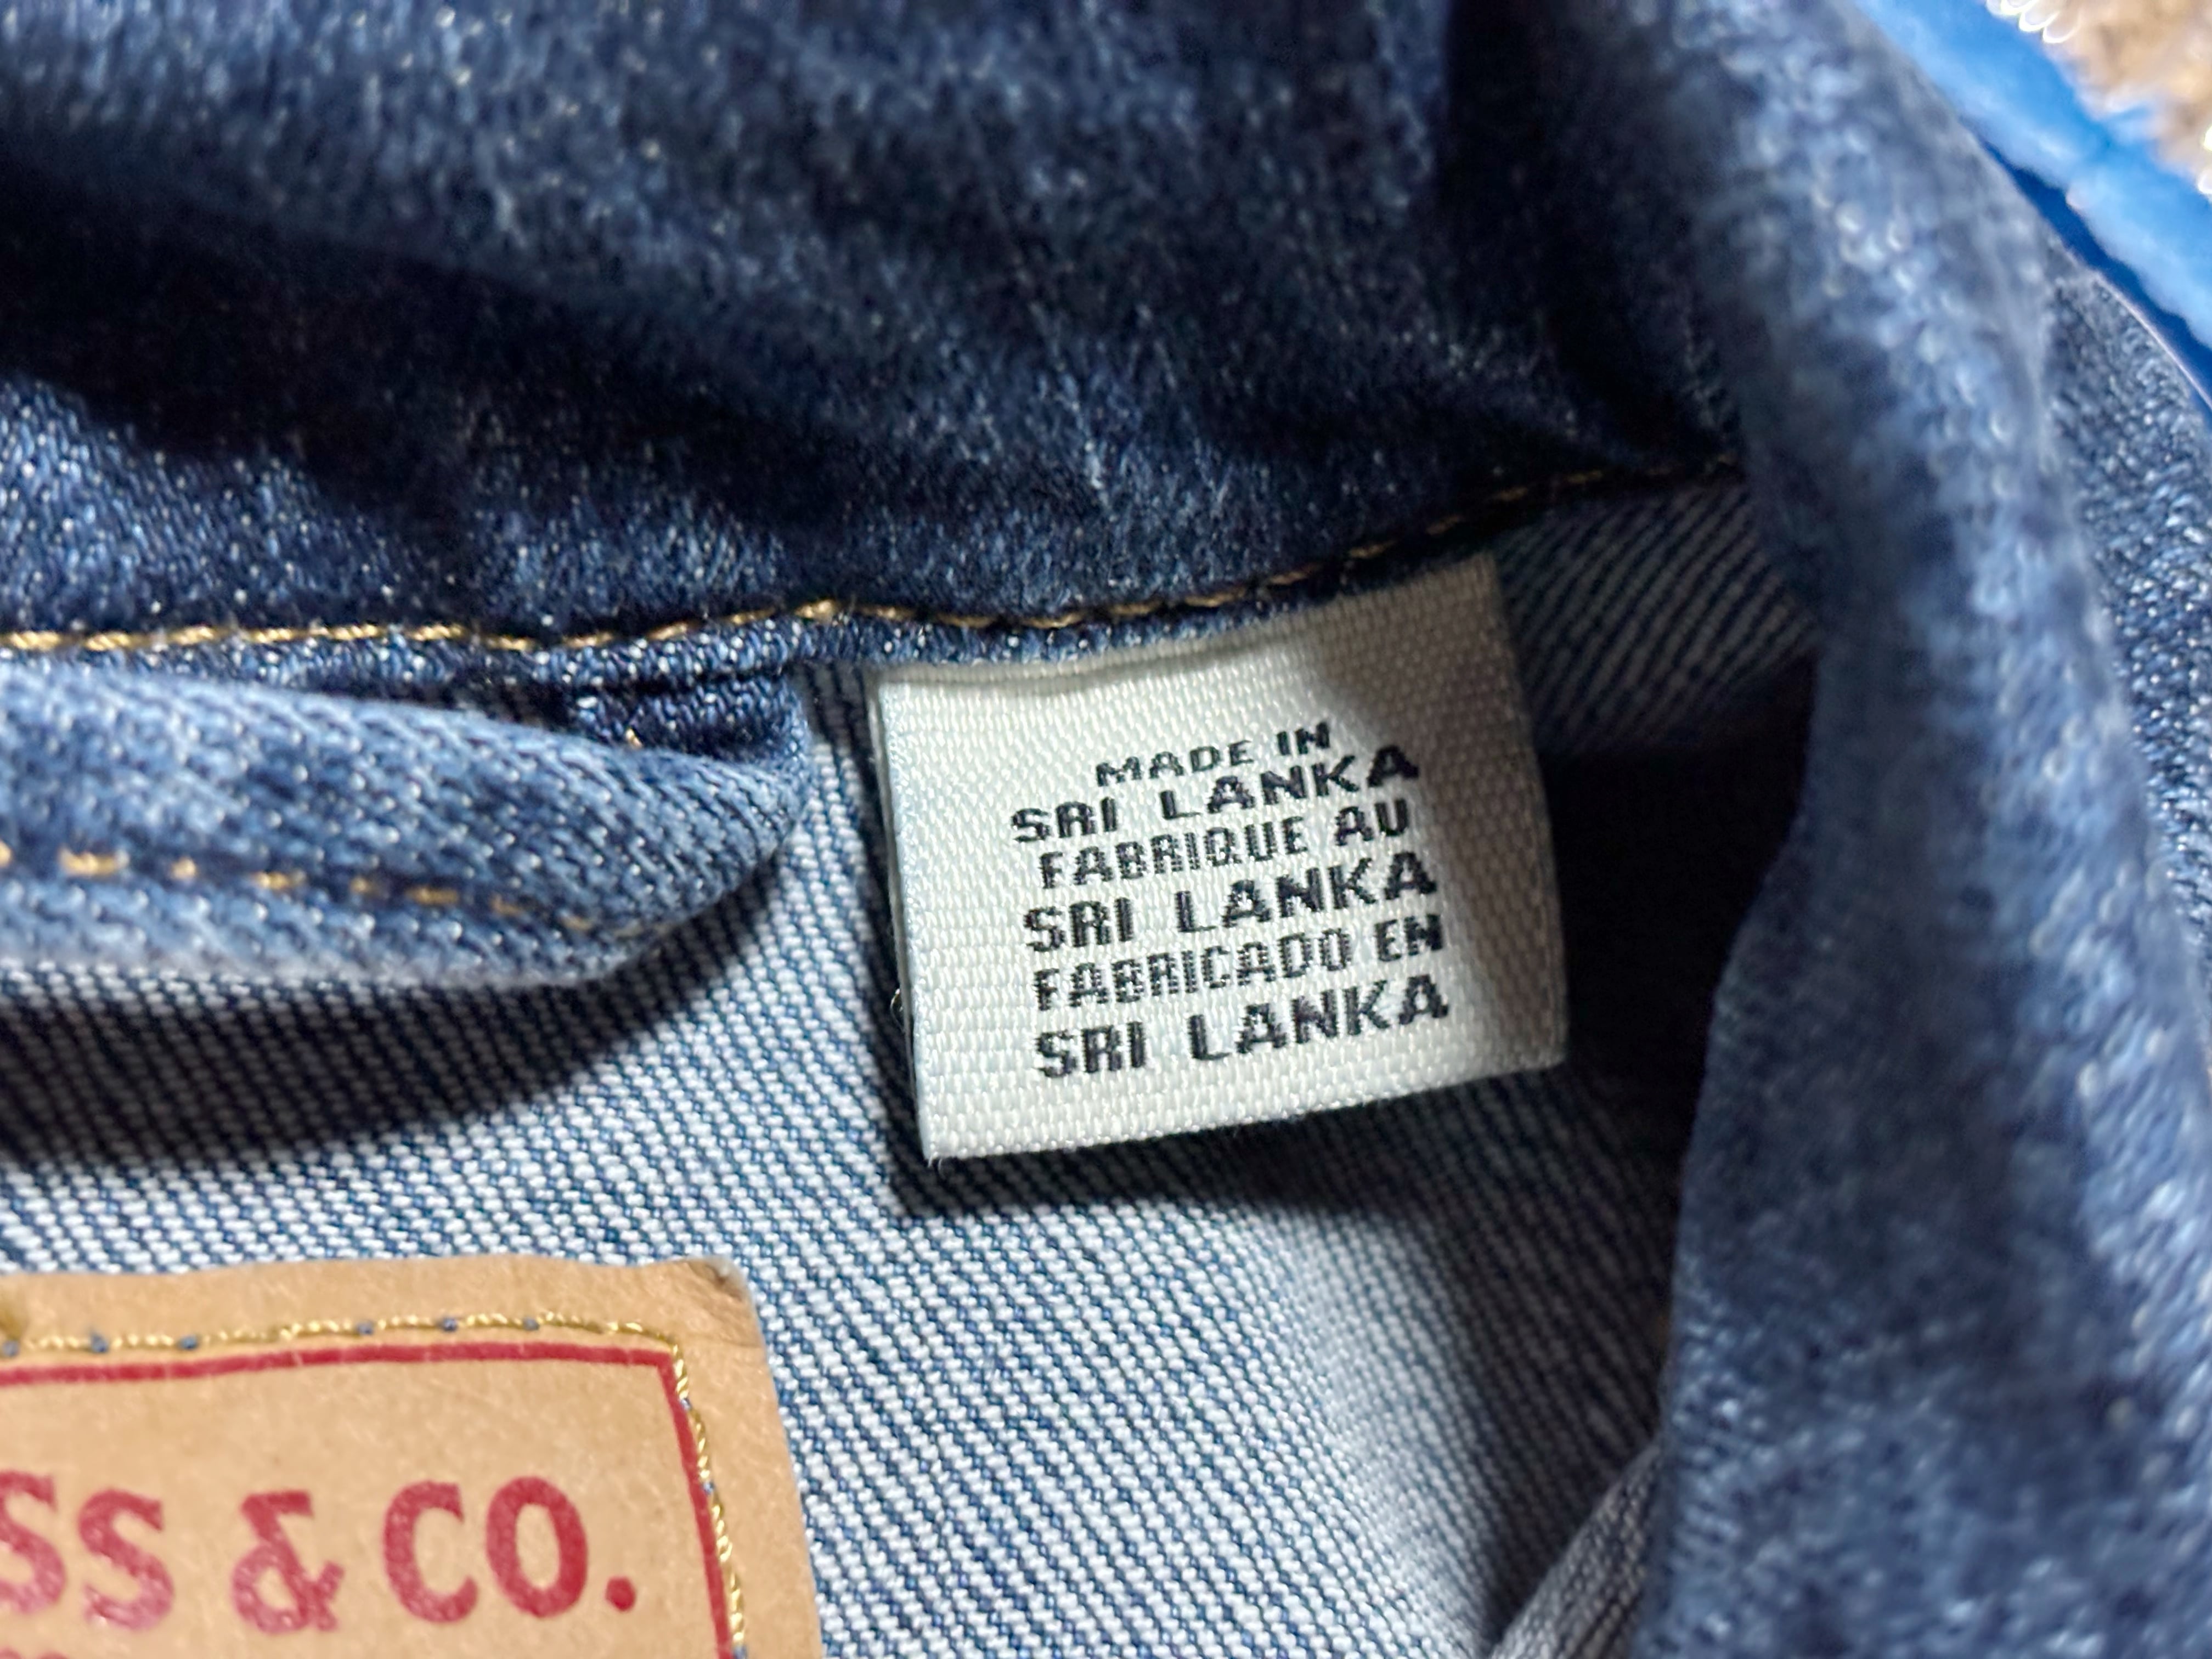 MADE IN
SRI LANKA
FABRIQUE AU
SRI LANKA
FABRICADO EN
SRI LANKA
SS & CO.